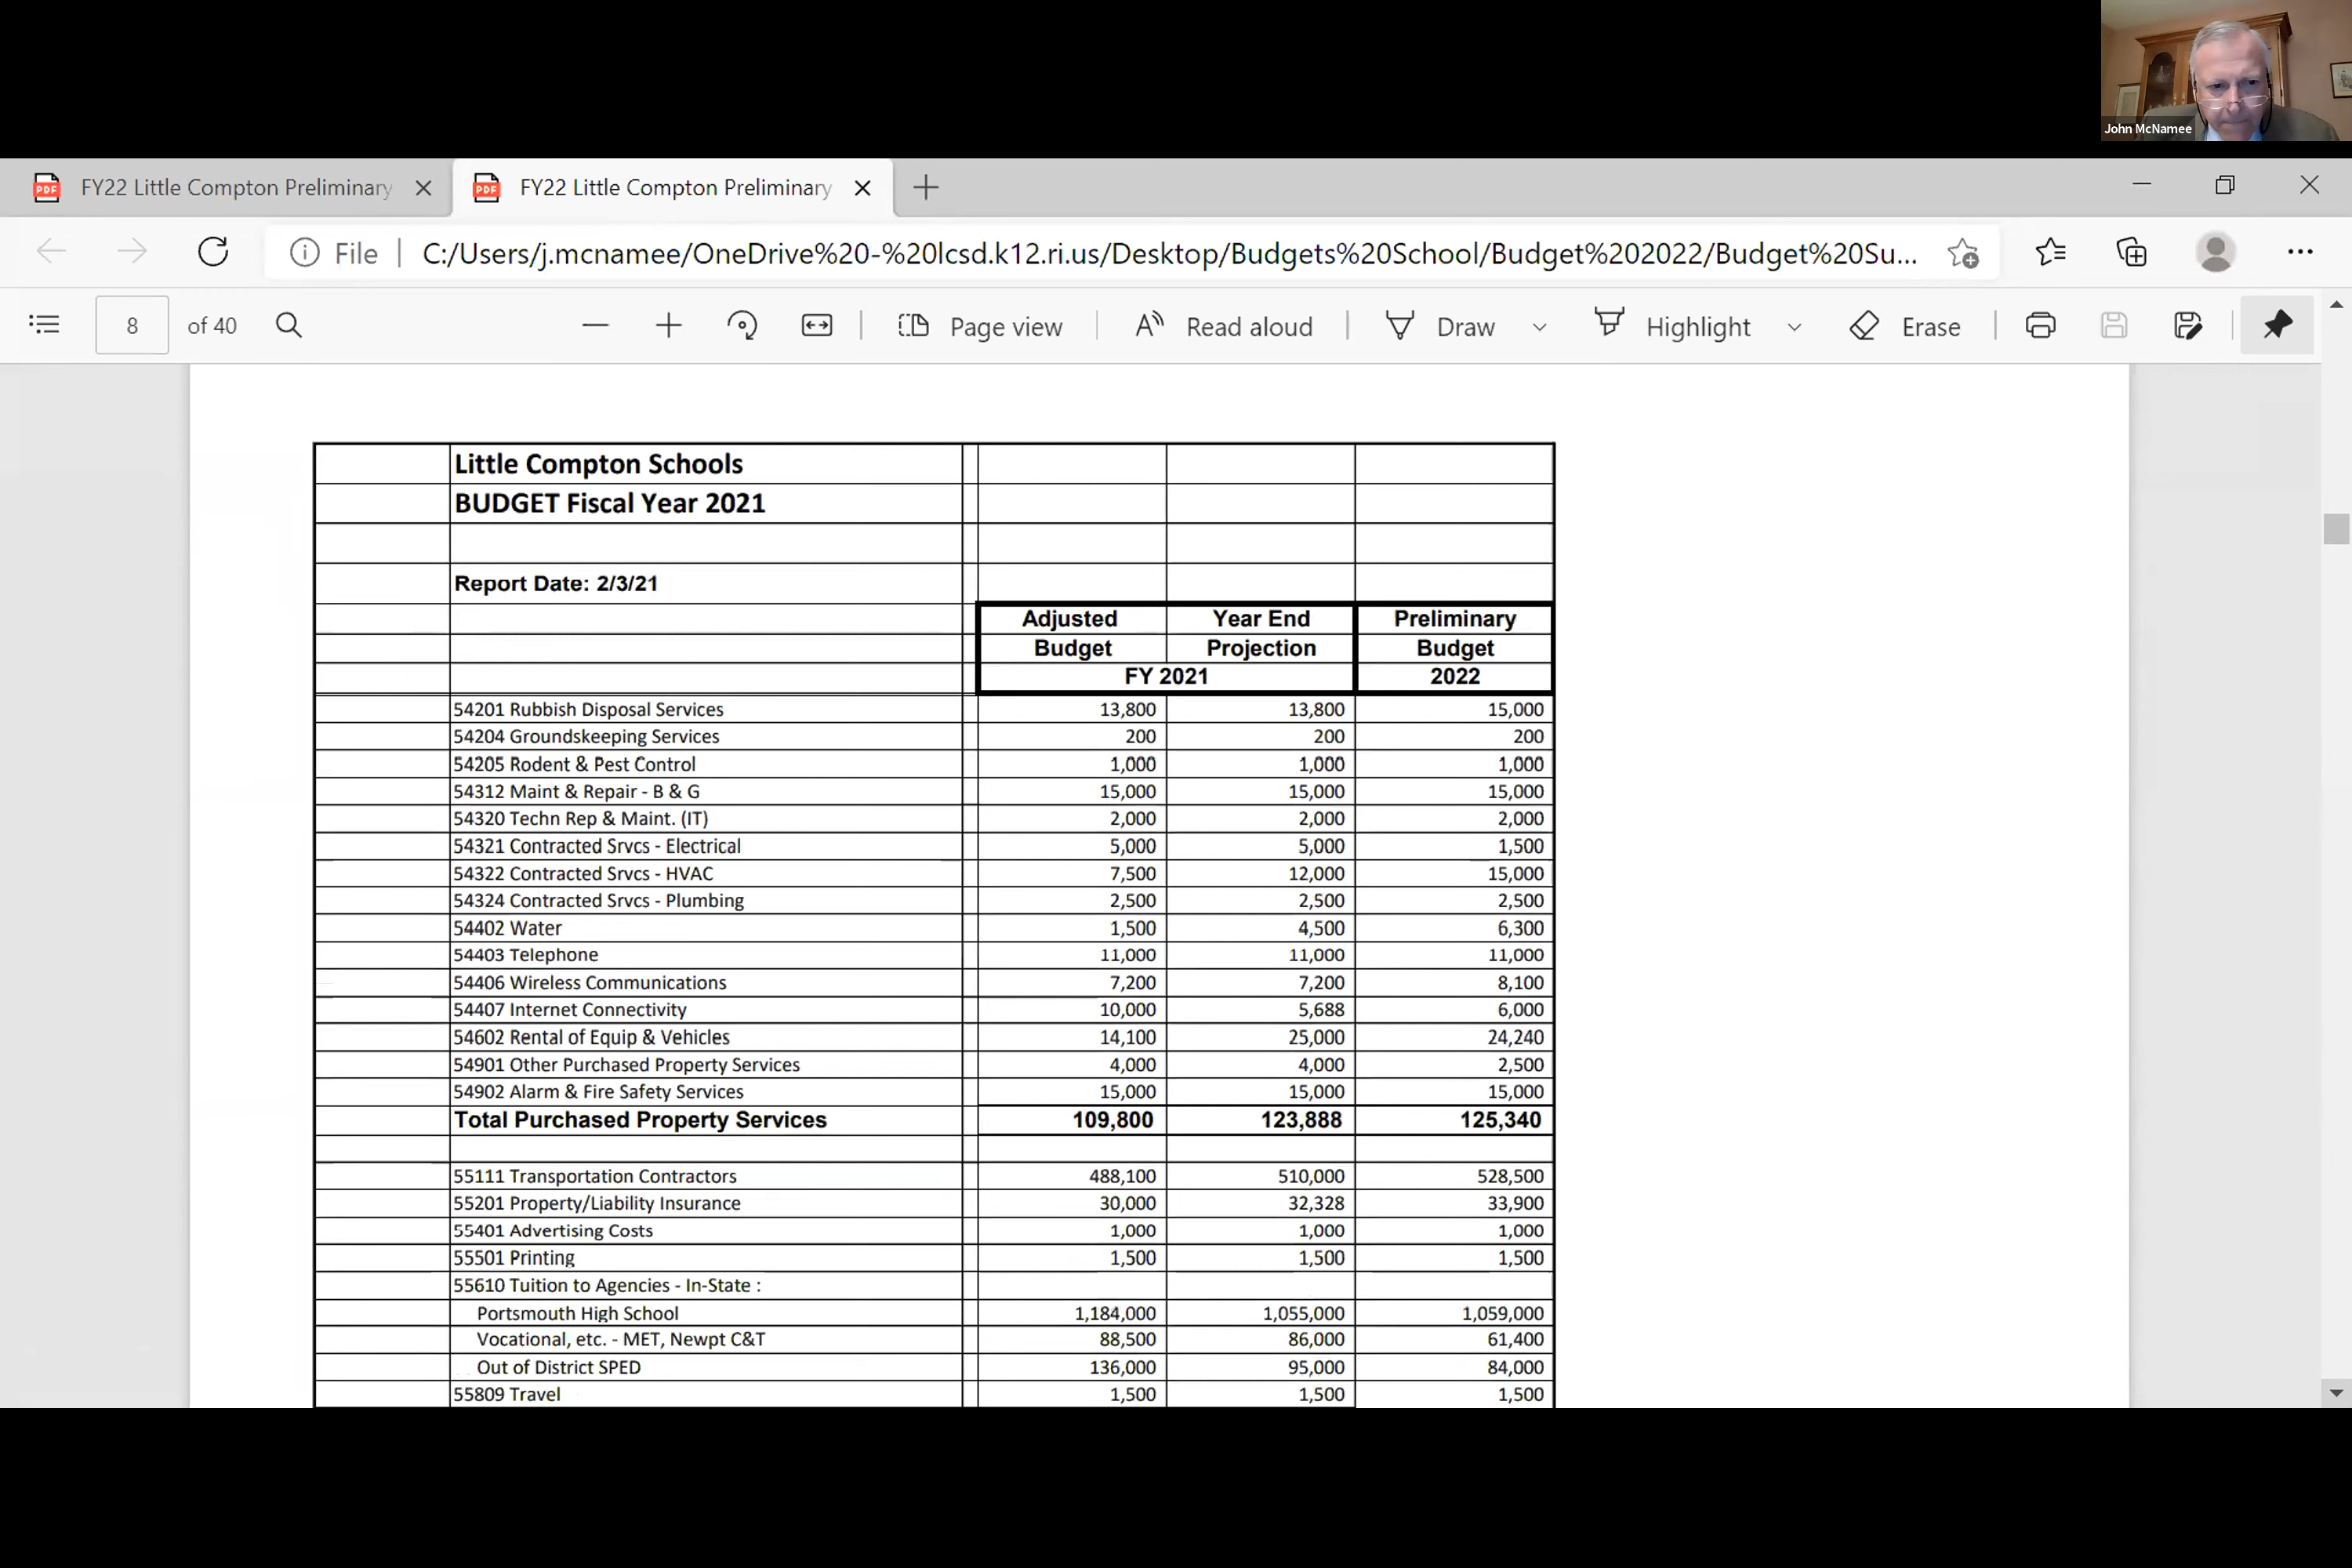 John McNamee
FY22 Little Compton Preliminary
FY22 Little Compton Preliminary
File C:/Users/j.mcnamee/OneDrive%20-%20lcsd.k12.ri.us/Desktop/Budgets%20School/Budget%202022/Budget%20Su...
8 of 40 Page view Read aloud Draw Highlight Erase
Little Compton Schools
BUDGET Fiscal Year 2021
Report Date: 2/3/21
Adjusted Year End Preliminary
Budget Projection Budget
FY 2021 2022
54201 Rubbish Disposal Services 13,800 13,800 15,000
54204 Groundskeeping Services 200 200 200
54205 Rodent & Pest Control 1,000 1,000 1,000
54312 Maint & Repair - B & G 15,000 15,000 15,000
54320 Techn Rep & Maint. (IT) 2,000 2,000 2,000
54321 Contracted Srvcs - Electrical 5,000 5,000 1,500
54322 Contracted Srvcs - HVAC 7,500 12,000 15,000
54324 Contracted Srvcs - Plumbing 2,500 2,500 2,500
54402 Water 1,500 4,500 6,300
54403 Telephone 11,000 11,000 11,000
54406 Wireless Communications 7,200 7,200 8,100
54407 Internet Connectivity 10,000 5,688 6,000
54602 Rental of Equip & Vehicles 14,100 25,000 24,240
54901 Other Purchased Property Services 4,000 4,000 2,500
54902 Alarm & Fire Safety Services 15,000 15,000 15,000
Total Purchased Property Services 109,800 123,888 125,340
55111 Transportation Contractors 488,100 510,000 528,500
55201 Property/Liability Insurance 30,000 32,328 33,900
55401 Advertising Costs 1,000 1,000 1,000
55501 Printing 1,500 1,500 1,500
55610 Tuition to Agencies - In-State :
Portsmouth High School 1,184,000 1,055,000 1,059,000
Vocational, etc. - MET, Newpt C&T 88,500 86,000 61,400
Out of District SPED 136,000 95,000 84,000
55809 Travel 1,500 1,500 1,500